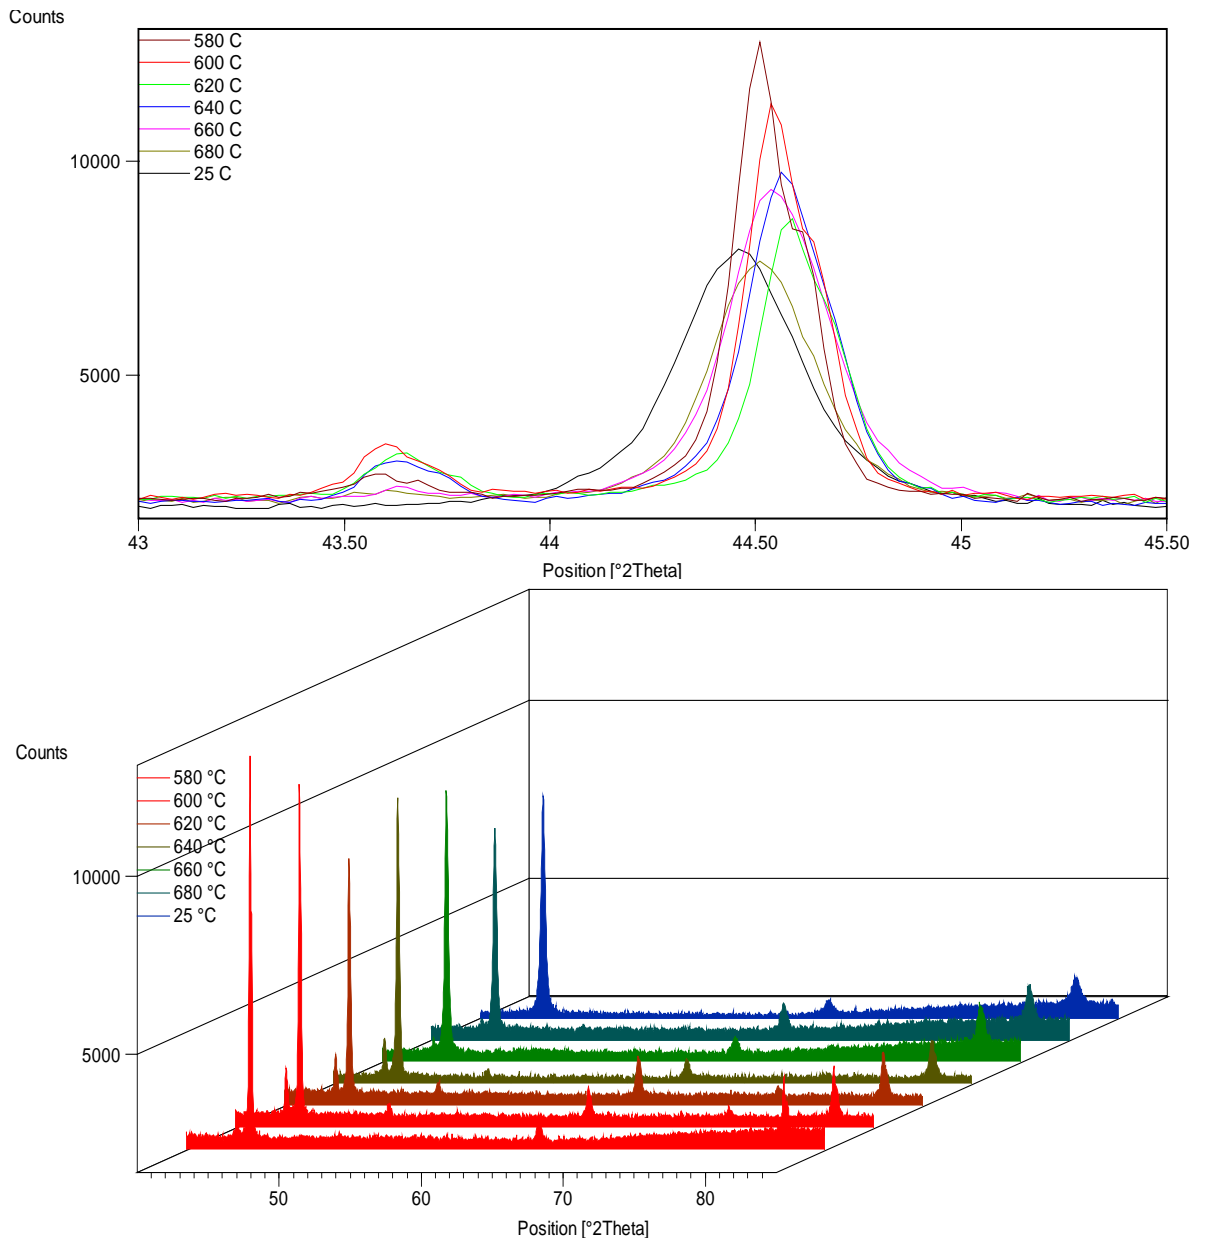 Counts
580 C
600 C
620 C
640 C
660 C
680 C
25 C
10000
5000
43
43.50
44
44.50
45
45.50
Position [°2Theta]
Counts
580 °C
600 °C
620 °C
640 °C
660 °C
680 °C
25 °C
10000
5000
50
60
70
80
Position [°2Theta]